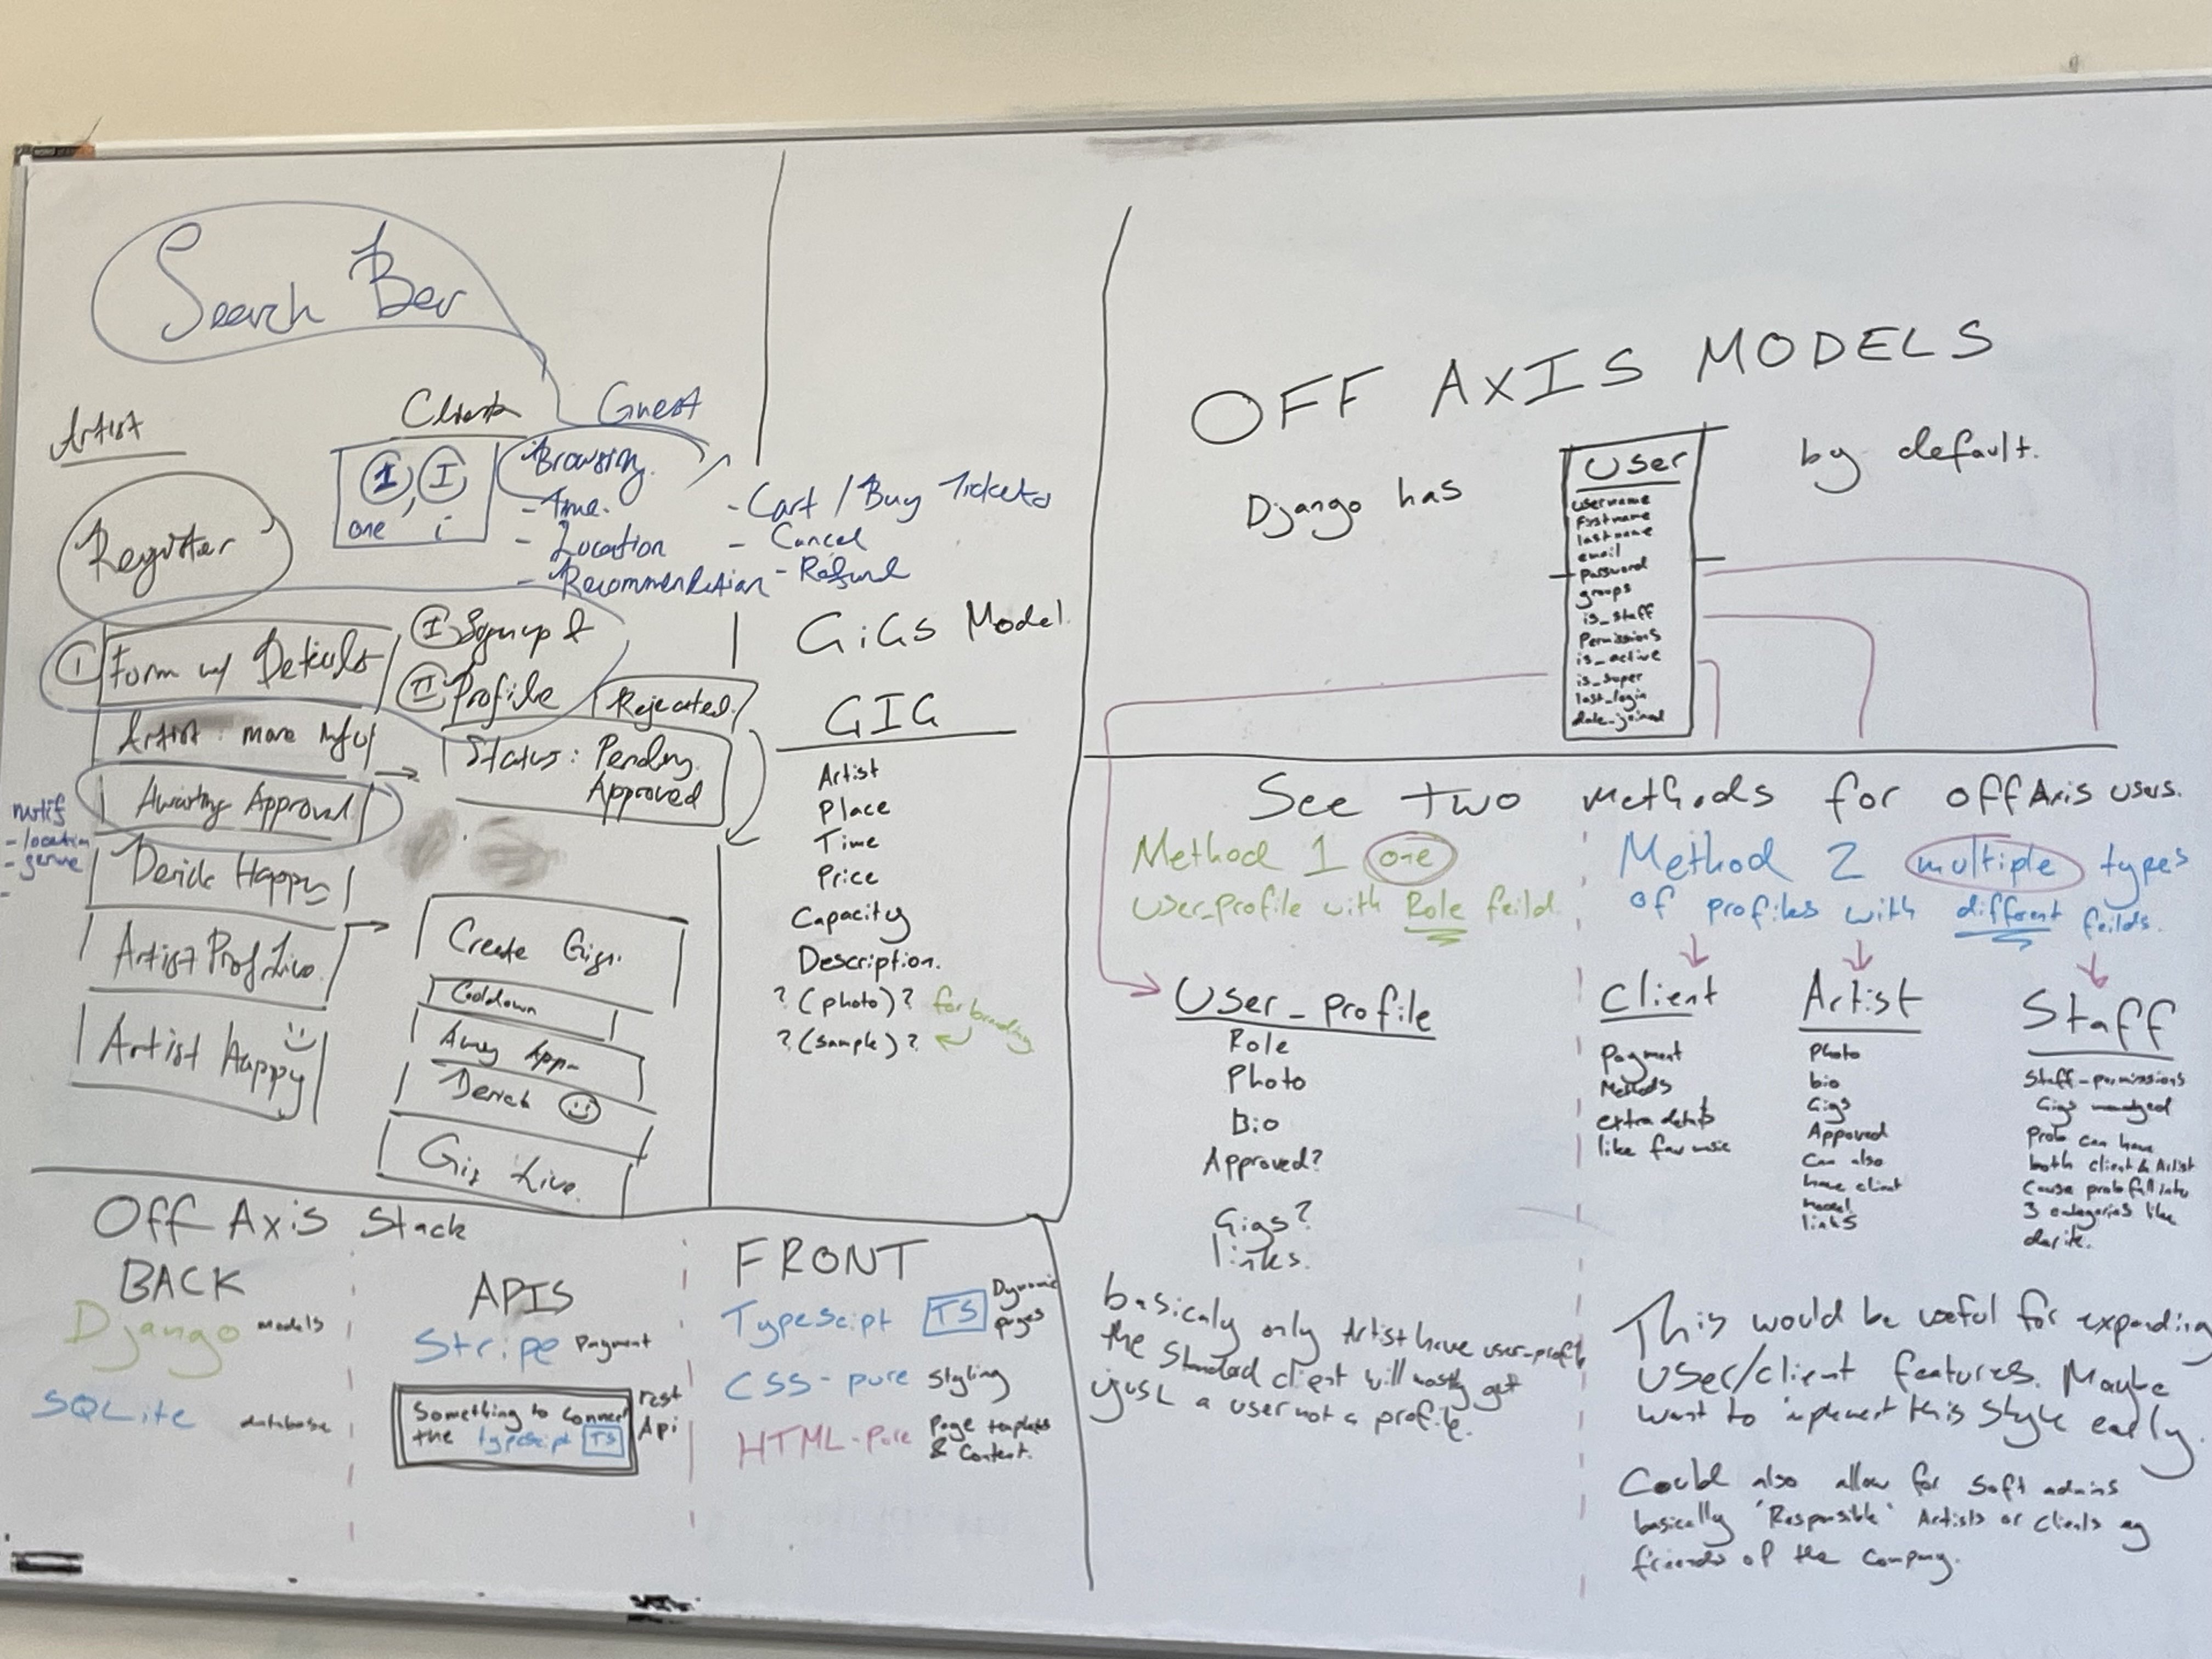 Search Bar
Artist
Register
Client
I, I
one i
Guest
Browsing.
- Time.
- Location
- Recommendation
- Cart / Buy Tickets
- Cancel
- Refund
I Form w/ Details
I Signup &
II Profile
Rejected.
Artist: more info
Status: Pending.
Approved
Awaiting Approval
notif
- location
- genre
-
Derick Happy
Artist Prof Live.
Artist Happy
Create Gigs.
Cooldown
App-
Derick
Gig Live.
GiGS Model.
GIG
Artist
Place
Time
Price
Capacity
Description.
? (photo) ? for branding
? (sample) ?
Off Axis Stack
BACK
Django models
SQLite database
APIS
Stripe Payment
Something to connect
the typescipt TS
rest
Api
FRONT
Typescipt TS Dynamic
pages
CSS-pure styling
HTML-pure Page templates
& Content.
OFF AXIS MODELS
Django has
User
username
firstname
lastname
email
password
groups
is_staff
Permissions
is_active
is_super
last_login
date_joined
by default.
See two methods for offAxis users.
Method 1 one
user_profile with Role feild.
User_profile
Role
Photo
Bio
Approved?
Gigs?
links.
basicaly only Artist have user-profile
the standard client will mostly get
just a user not a profile.
Method 2 multiple types
of profiles with different feilds.
Client
Payment
Methods
extra details
like fav music
Artist
Photo
bio
Gigs
Approved
Can also
have client
model
links
Staff
Staff-permissions
Gigs managed
Prob can have
both client & Artist
Cause prob fall into
3 categories like
This would be useful for expanding
user/client features. Maybe
want to implement this style early.
Could also allow for soft admins
basically 'Responsible' Artists or clients eg
friends of the company.